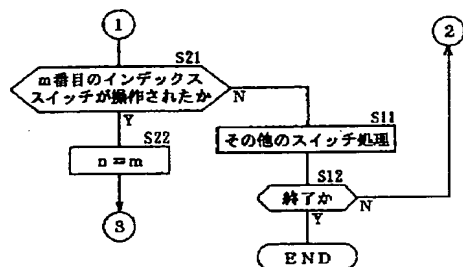 1
2
S21
m番目のインデックス
スイッチが操作されたか
N
Y
S22
n=m
3
S11
その他のスイッチ処理
S12
終了か
N
Y
END